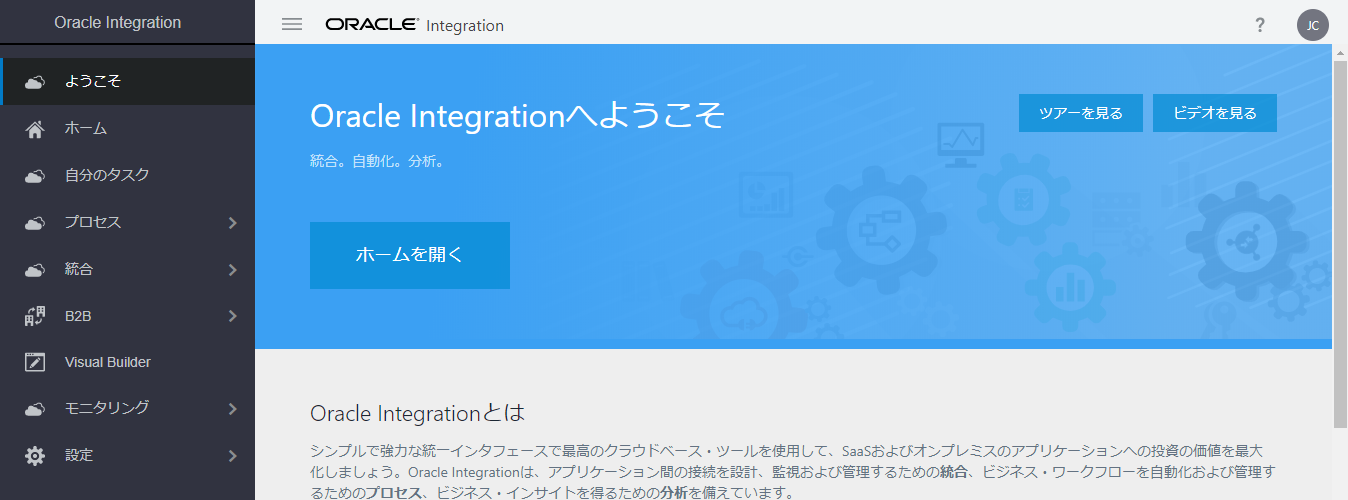 Oracle Integration
ようこそ
ホーム
自分のタスク
プロセス
統合
B2B
Visual Builder
モニタリング
設定
ORACLE® Integration
?
JC
Oracle Integrationへようこそ
ツアーを見る
ビデオを見る
統合。自動化。分析。
ホームを開く
Oracle Integrationとは
シンプルで強力な統一インタフェースで最高のクラウドベース・ツールを使用して、SaaSおよびオンプレミスのアプリケーションへの投資の価値を最大
化しましょう。Oracle Integrationは、アプリケーション間の接続を設計、監視および管理するための統合、ビジネス・ワークフローを自動化および管理す
るためのプロセス、ビジネス・インサイトを得るための分析を備えています。